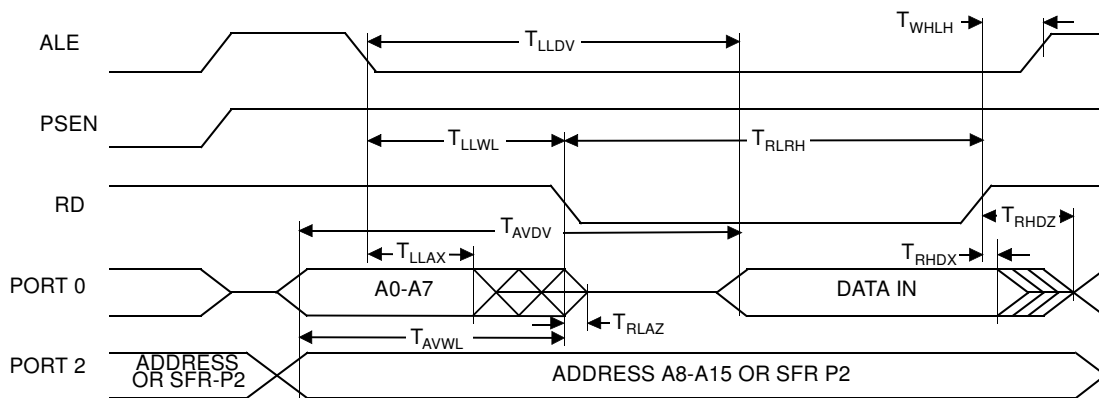 ALE
T_LLDV
T_WHLH
PSEN
T_LLWL
T_RLRH
RD
T_AVDV
T_RHDZ
T_LLAX
T_RHDX
PORT 0
A0-A7
DATA IN
T_RLAZ
T_AVWL
PORT 2
ADDRESS
OR SFR-P2
ADDRESS A8-A15 OR SFR P2